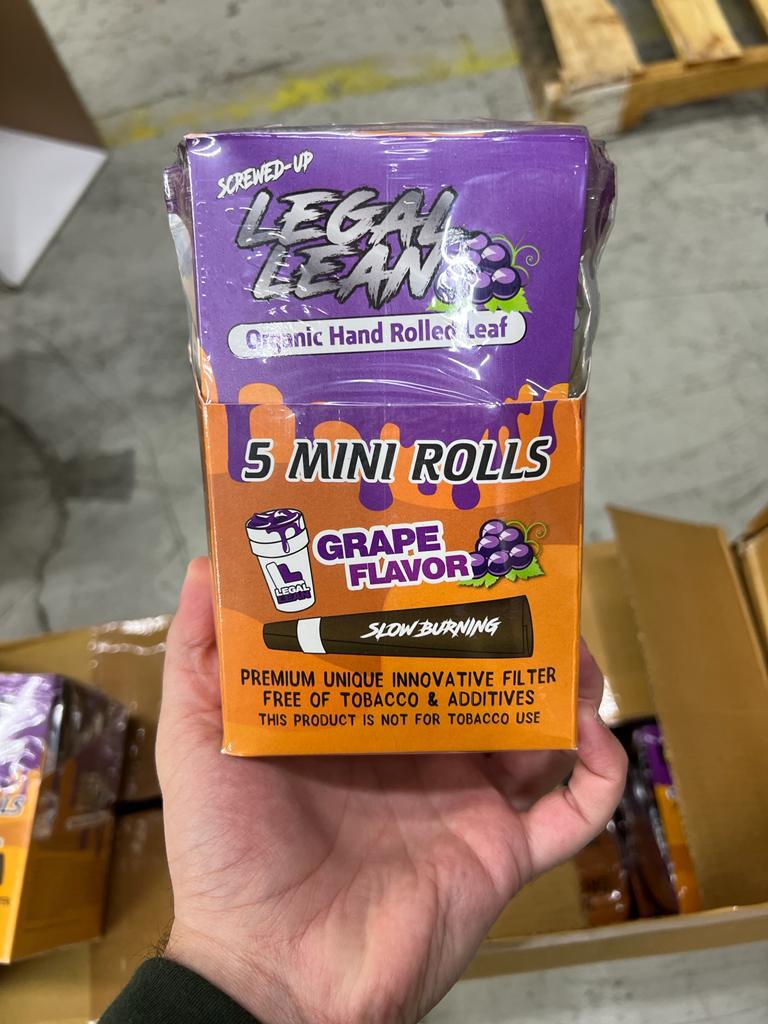 SCREWED-UP
LEGAL
LEAN
Organic Hand Rolled Leaf
5 MINI ROLLS
GRAPE
FLAVOR
L
LEGAL
LEAN
SLOW BURNING
PREMIUM UNIQUE INNOVATIVE FILTER
FREE OF TOBACCO & ADDITIVES
THIS PRODUCT IS NOT FOR TOBACCO USE